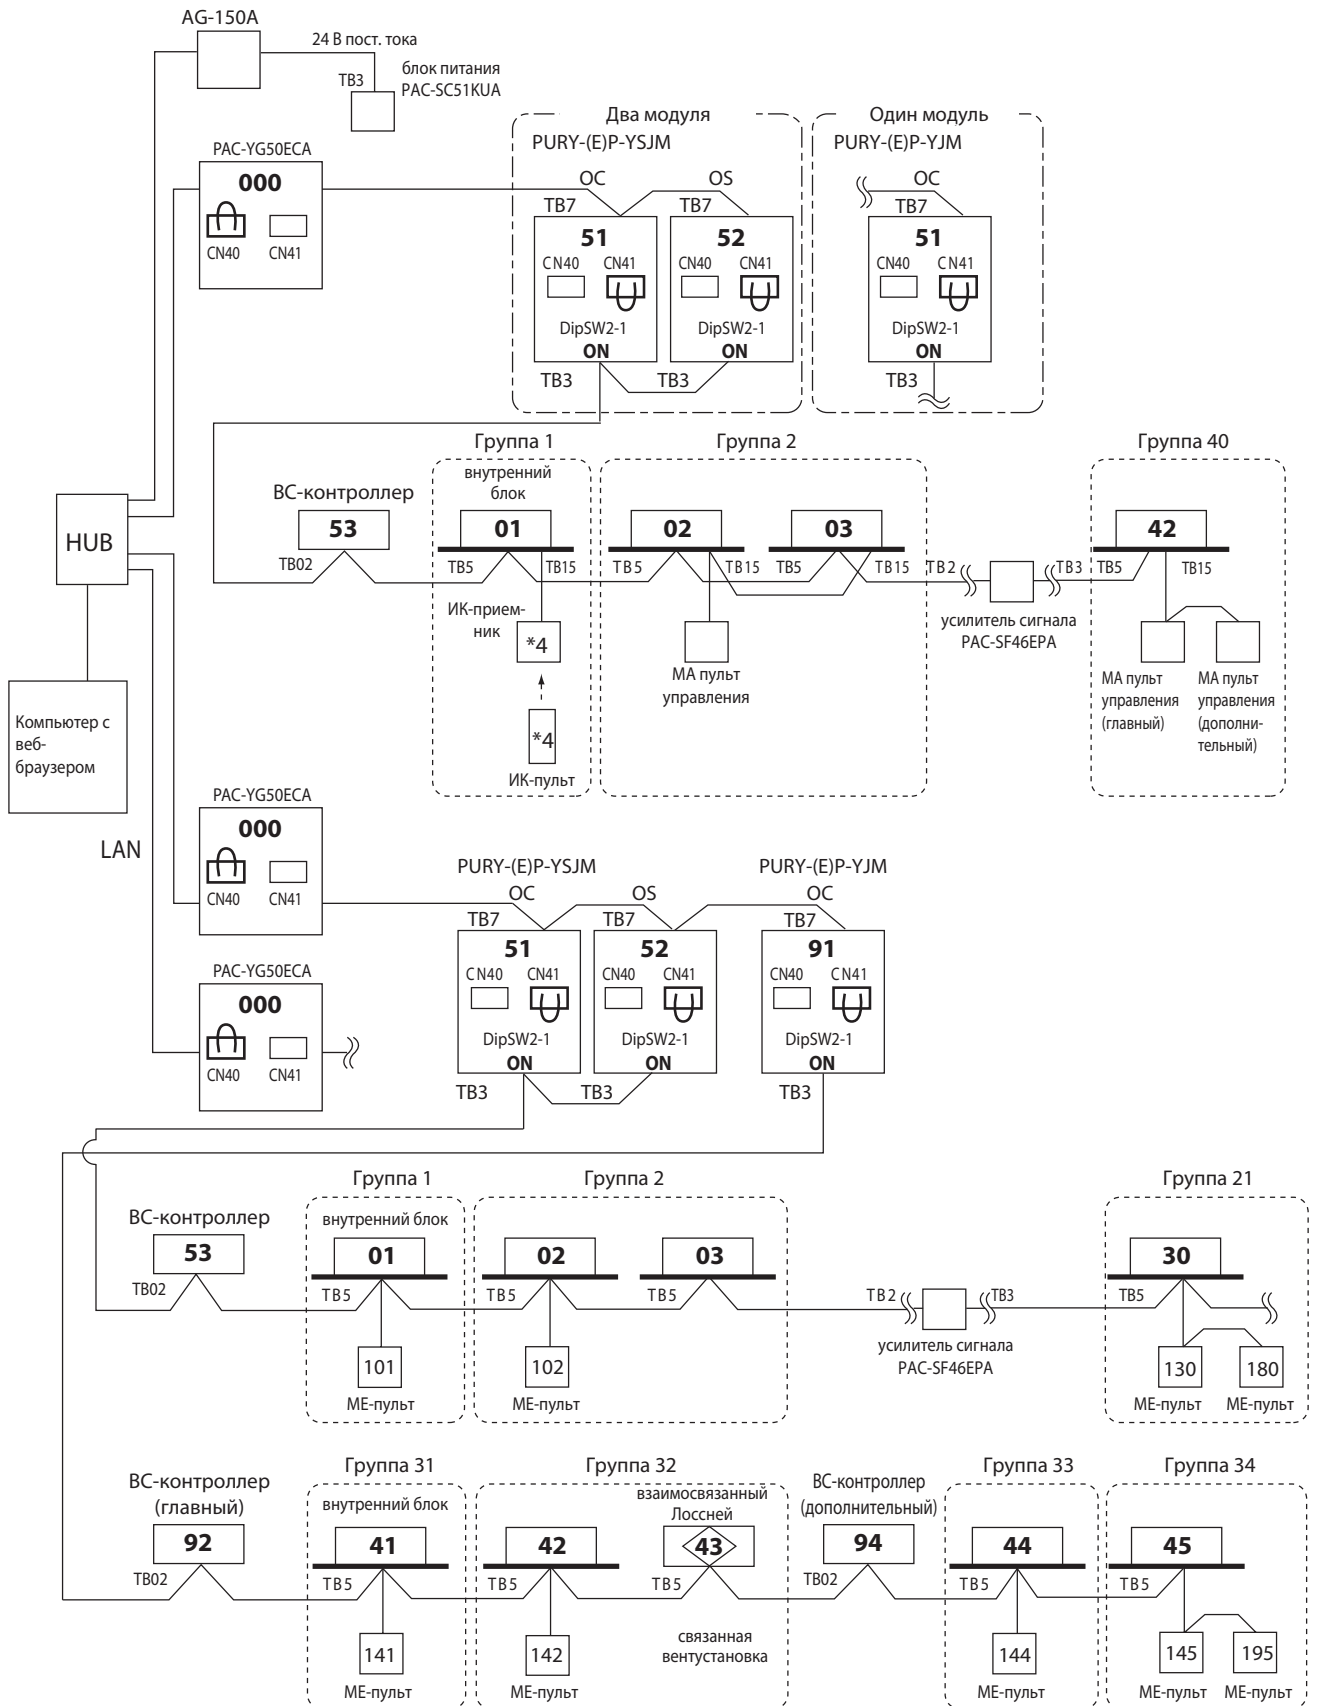 AG-150A
24 В пост. тока
ТВ3
блок питания
PAC-SC51KUA
Два модуля
PURY-(E)P-YSJM
Один модуль
PURY-(E)P-YJM
PAC-YG50ECA
000
CN40 CN41
OC OS
TB7 TB7
51 52
CN40 CN41 CN40 CN41
DipSW2-1 DipSW2-1
ON ON
TB3 TB3
OC
TB7
51
CN40 CN41
DipSW2-1
ON
TB3
Группа 1 Группа 2 Группа 40
HUB
ВС-контроллер
53
TB02
внутренний
блок
01
TB5 TB15
ИК-прием-
ник
*4
*4
ИК-пульт
02 03
TB5 TB15 TB5 TB15
МА пульт
управления
TB2 TB3
усилитель сигнала
PAC-SF46EPA
42
TB5 TB15
МА пульт
управления
(главный)
МА пульт
управления
(дополни-
тельный)
Компьютер с
веб-
браузером
LAN
PAC-YG50ECA
000
CN40 CN41
PURY-(E)P-YSJM PURY-(E)P-YJM
OC OS OC
TB7 TB7 TB7
51 52 91
CN40 CN41 CN40 CN41 CN40 CN41
DipSW2-1 DipSW2-1 DipSW2-1
ON ON ON
TB3 TB3 TB3
PAC-YG50ECA
000
CN40 CN41
Группа 1 Группа 2 Группа 21
ВС-контроллер
53
TB02
внутренний блок
01 02 03 30
TB5 TB5 TB5 TB2 TB3 TB5
усилитель сигнала
PAC-SF46EPA
101 102 130 180
МЕ-пульт МЕ-пульт МЕ-пульт МЕ-пульт
Группа 31 Группа 32 Группа 33 Группа 34
ВС-контроллер
(главный)
92
TB02
внутренний блок
41 42
взаимосвязанный
Лоссней
43
ВС-контроллер
(дополнительный)
94
44 45
TB5 TB5 TB5 TB02 TB5 TB5
связанная
вентустановка
141 142 144 145 195
МЕ-пульт МЕ-пульт МЕ-пульт МЕ-пульт МЕ-пульт